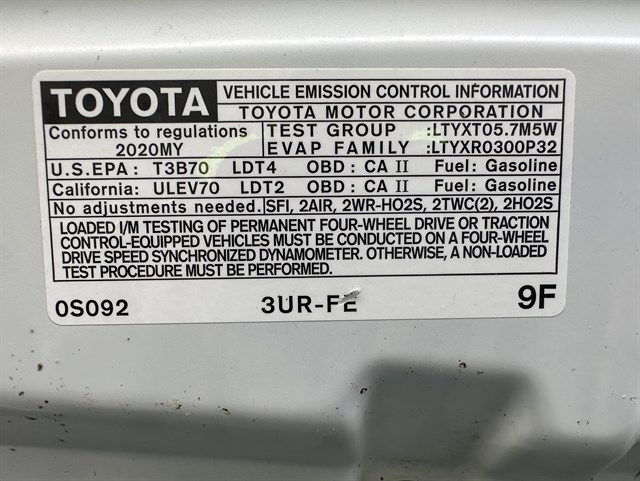 TOYOTA VEHICLE EMISSION CONTROL INFORMATION
TOYOTA MOTOR CORPORATION
Conforms to regulations
2020MY
TEST GROUP :LTYXT05.7M5W
EVAP FAMILY :LTYXR0300P32
U.S.EPA : T3B70 LDT4 OBD : CA II Fuel: Gasoline
California: ULEV70 LDT2 OBD : CA II Fuel: Gasoline
No adjustments needed. SFI, 2AIR, 2WR-HO2S, 2TWC(2), 2HO2S
LOADED I/M TESTING OF PERMANENT FOUR-WHEEL DRIVE OR TRACTION
CONTROL-EQUIPPED VEHICLES MUST BE CONDUCTED ON A FOUR-WHEEL
DRIVE SPEED SYNCHRONIZED DYNAMOMETER. OTHERWISE, A NON-LOADED
TEST PROCEDURE MUST BE PERFORMED.
0S092 3UR-FE 9F